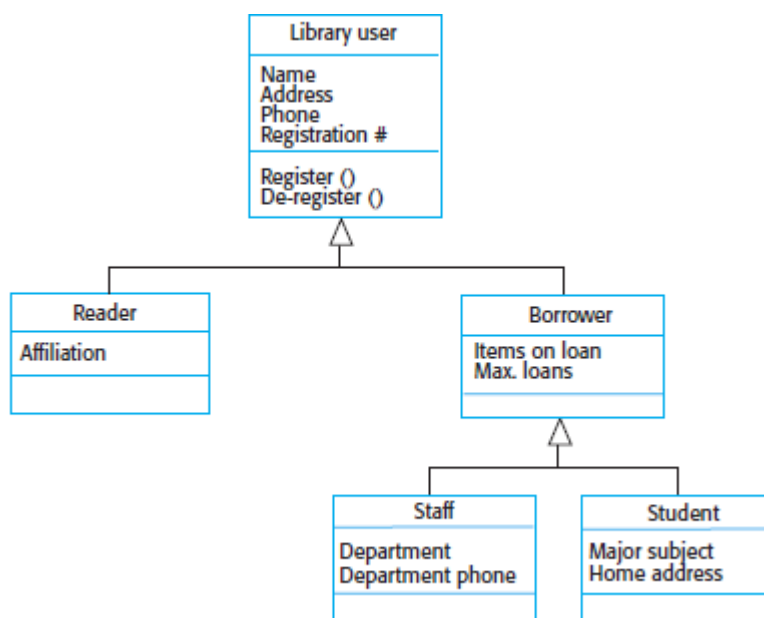 Library user
Name
Address
Phone
Registration #
Register ()
De-register ()
Reader
Affiliation
Borrower
Items on loan
Max. loans
Staff
Department
Department phone
Student
Major subject
Home address